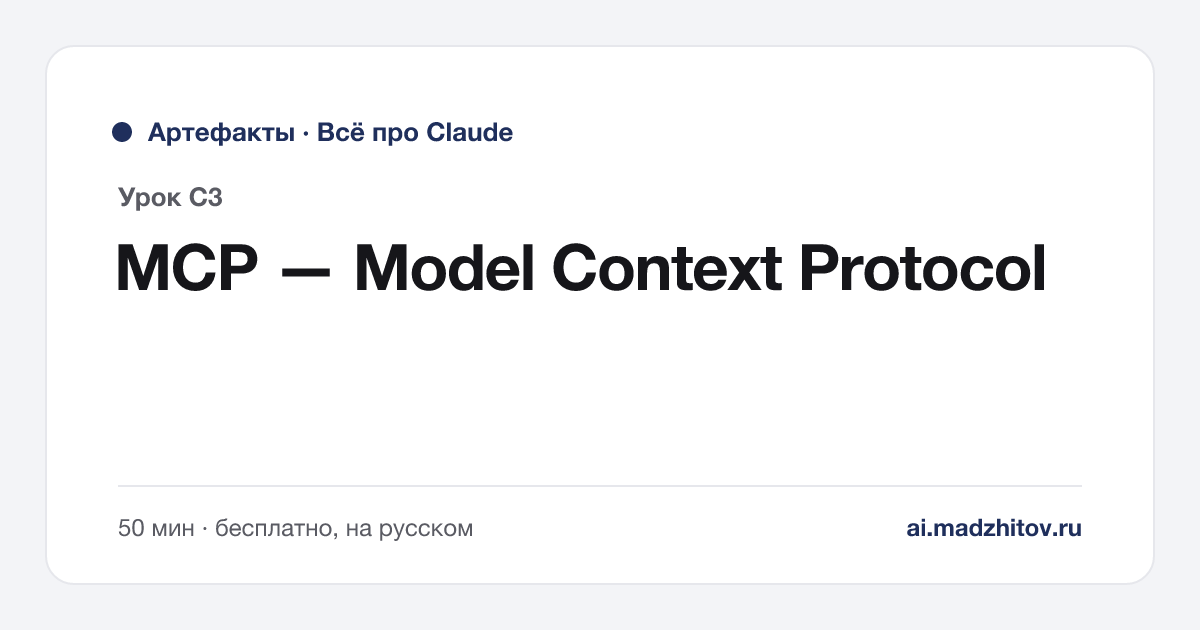 Артефакты · Всё про Claude
Урок C3
MCP — Model Context Protocol
50 мин · бесплатно, на русском
ai.madzhitov.ru